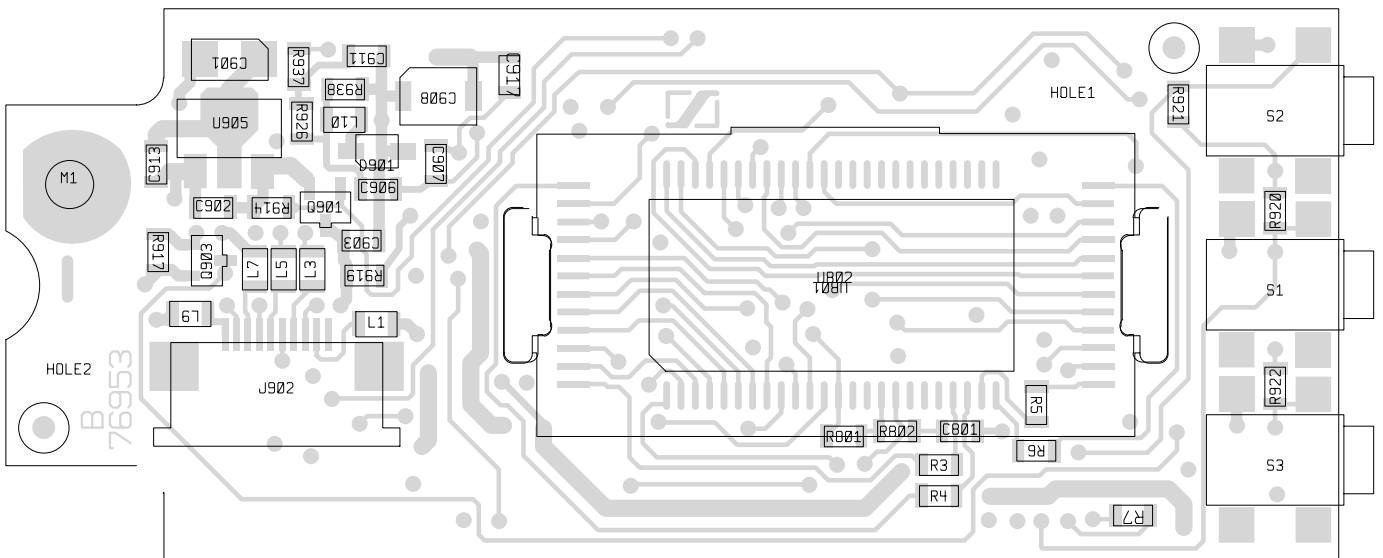 C901
R937
C911
R938
C908
C917
HOLE1
R921
S2
U905
R926
L10
D901
C907
C913
M1
C902
R914
Q901
C906
R920
R917
Q903
L7
L5
L3
C903
R919
U802
U801
S1
L9
L1
HOLE2
J902
B
76953
R5
R922
R801
R802
C801
R6
R3
R4
S3
R7